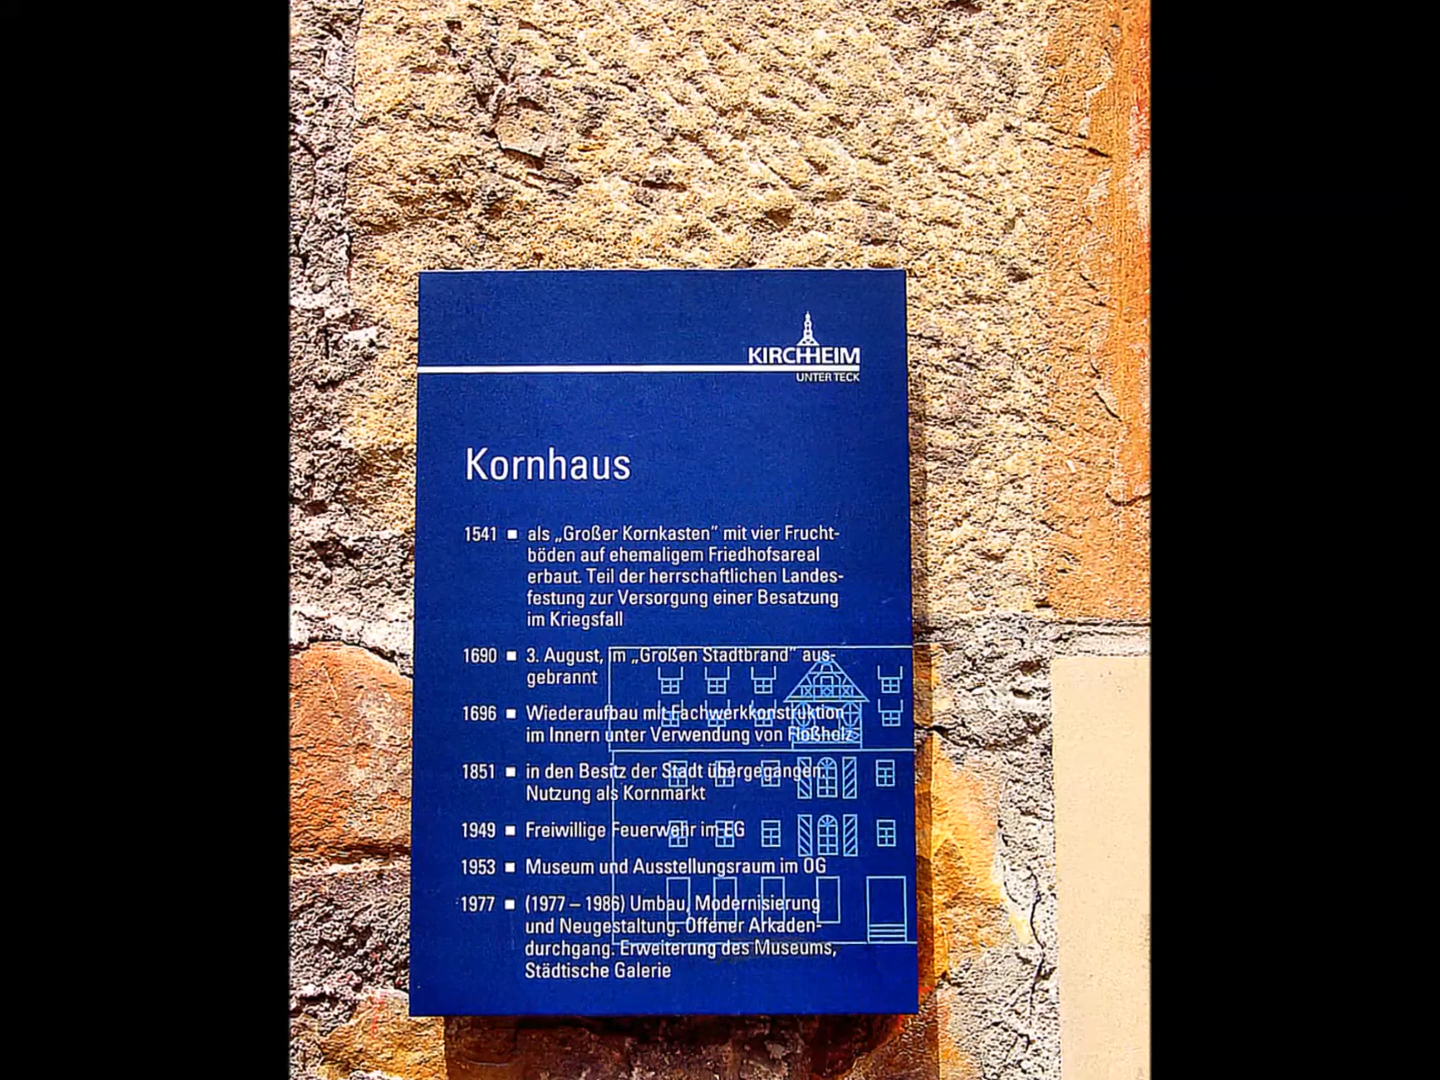 KIRCHHEIM
UNTER TECK
Kornhaus
1541 ■ als „Großer Kornkasten" mit vier Frucht-
böden auf ehemaligem Friedhofsareal
erbaut. Teil der herrschaftlichen Landes-
festung zur Versorgung einer Besatzung
im Kriegsfall
1690 ■ 3. August, im „Großen Stadtbrand" aus-
gebrannt
1696 ■ Wiederaufbau mit Fachwerkkonstruktion
im Innern unter Verwendung von Floßholz
1851 ■ in den Besitz der Stadt übergegangen,
Nutzung als Kornmarkt
1949 ■ Freiwillige Feuerwehr im EG
1953 ■ Museum und Ausstellungsraum im OG
1977 ■ (1977 – 1986) Umbau, Modernisierung
und Neugestaltung. Offener Arkaden-
durchgang. Erweiterung des Museums,
Städtische Galerie